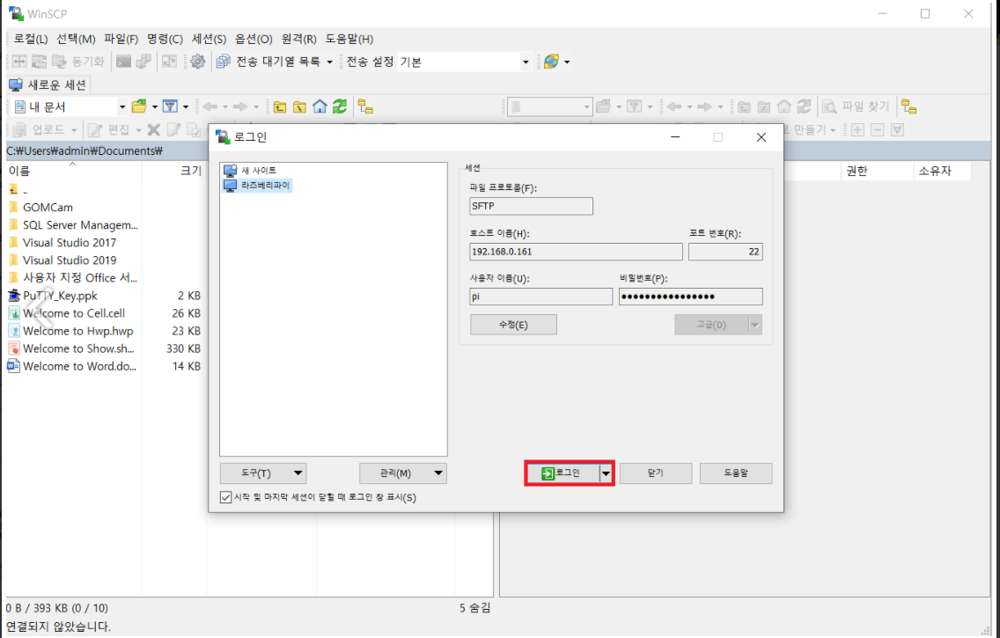 WinSCP
로컬(L) 선택(M) 파일(F) 명령(C) 세션(S) 옵션(O) 원격(R) 도움말(H)
동기화 전송 대기열 목록 전송 설정 기본
새로운 세션
내 문서 파일 찾기
업로드 편집 만들기
C:₩Users₩admin₩Documents₩
이름 크기 권한 소유자
..
GOMCam
SQL Server Managem...
Visual Studio 2017
Visual Studio 2019
사용자 지정 Office 서...
PuTTY_Key.ppk 2 KB
Welcome to Cell.cell 26 KB
Welcome to Hwp.hwp 23 KB
Welcome to Show.sh... 330 KB
Welcome to Word.do... 14 KB
로그인
새 사이트
라즈베리파이
세션
파일 프로토콜(F):
SFTP
호스트 이름(H): 포트 번호(R):
192.168.0.161 22
사용자 이름(U): 비밀번호(P):
pi ●●●●●●●●●●●●●●●●
수정(E) 고급(D)
도구(T) 관리(M) 로그인 닫기 도움말
시작 및 마지막 세션이 닫힐 때 로그인 창 표시(S)
0 B / 393 KB (0 / 10) 5 숨김
연결되지 않았습니다.